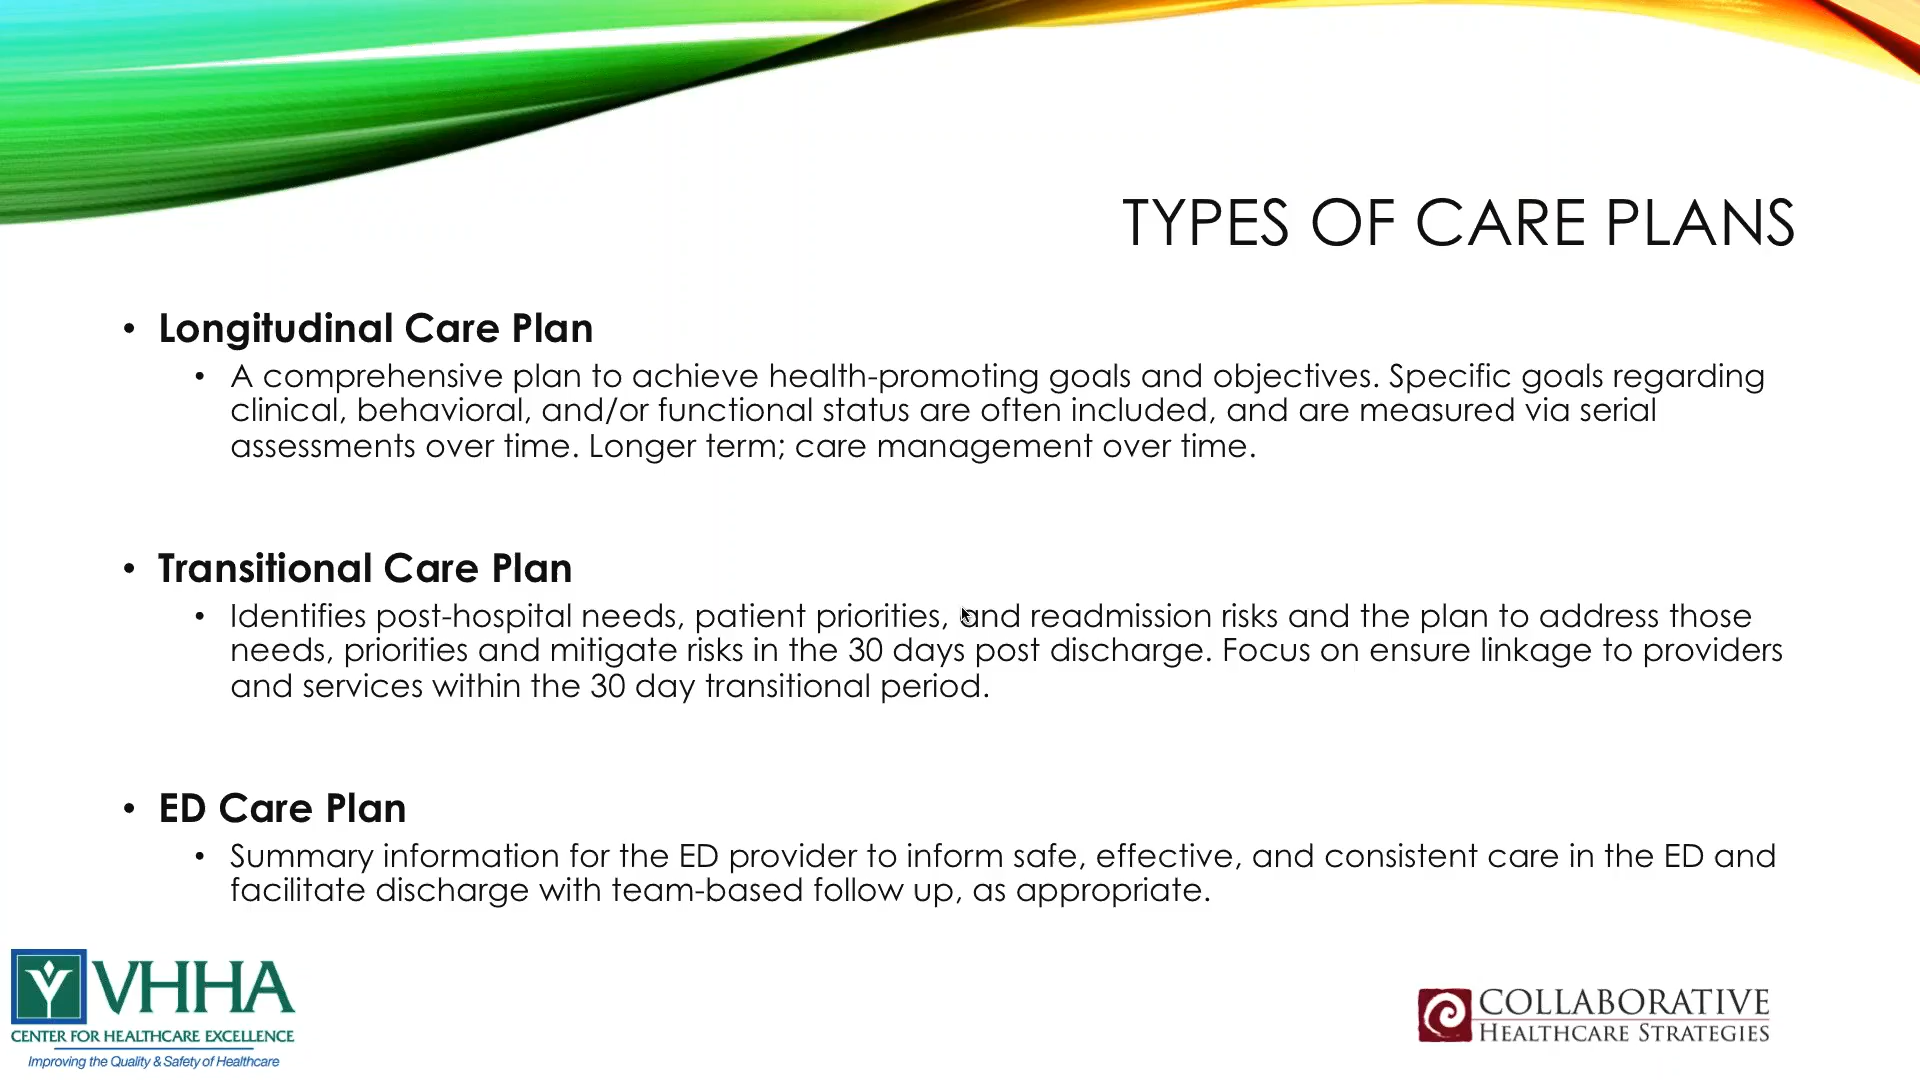 TYPES OF CARE PLANS
• Longitudinal Care Plan
• A comprehensive plan to achieve health-promoting goals and objectives. Specific goals regarding
clinical, behavioral, and/or functional status are often included, and are measured via serial
assessments over time. Longer term; care management over time.
• Transitional Care Plan
• Identifies post-hospital needs, patient priorities, and readmission risks and the plan to address those
needs, priorities and mitigate risks in the 30 days post discharge. Focus on ensure linkage to providers
and services within the 30 day transitional period.
• ED Care Plan
• Summary information for the ED provider to inform safe, effective, and consistent care in the ED and
facilitate discharge with team-based follow up, as appropriate.
VHHA
CENTER FOR HEALTHCARE EXCELLENCE
Improving the Quality & Safety of Healthcare
COLLABORATIVE
HEALTHCARE STRATEGIES